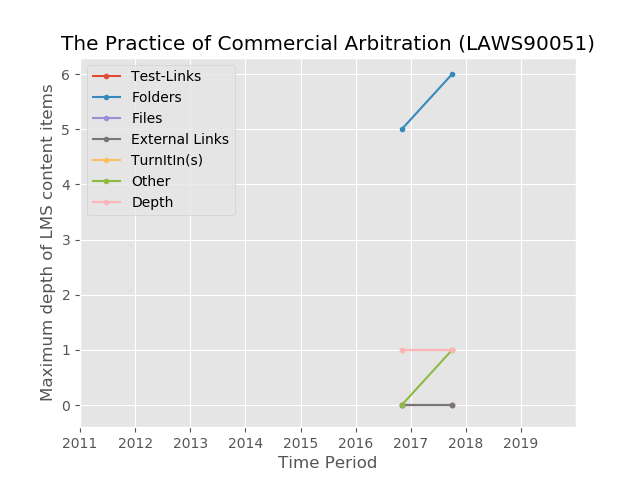 The Practice of Commercial Arbitration (LAWS90051)
Test-Links
Folders
Files
External Links
TurnItIn(s)
Other
Depth
Maximum depth of LMS content items
6
5
4
3
2
1
0
2011 2012 2013 2014 2015 2016 2017 2018 2019
Time Period